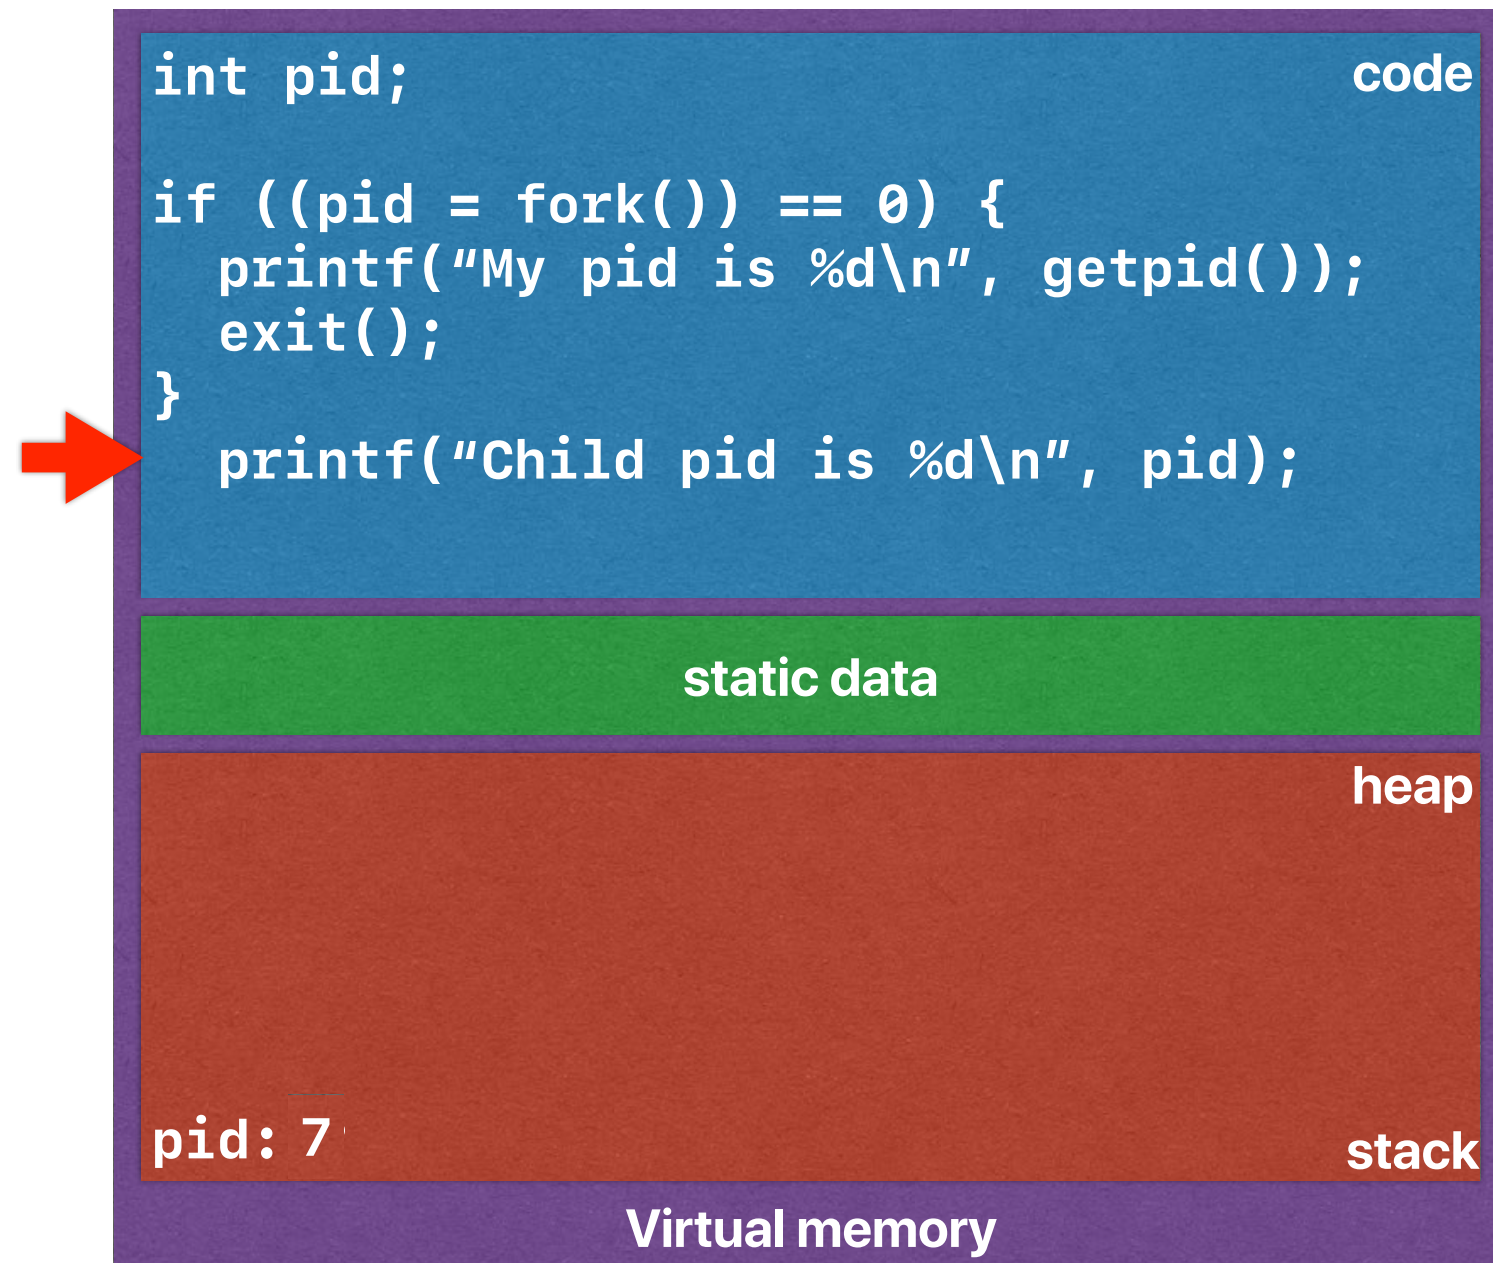 int pid;
code
if ((pid = fork()) == 0) {
printf(“My pid is %d\n”, getpid());
exit();
}
printf(“Child pid is %d\n”, pid);
static data
heap
pid: 7
stack
Virtual memory